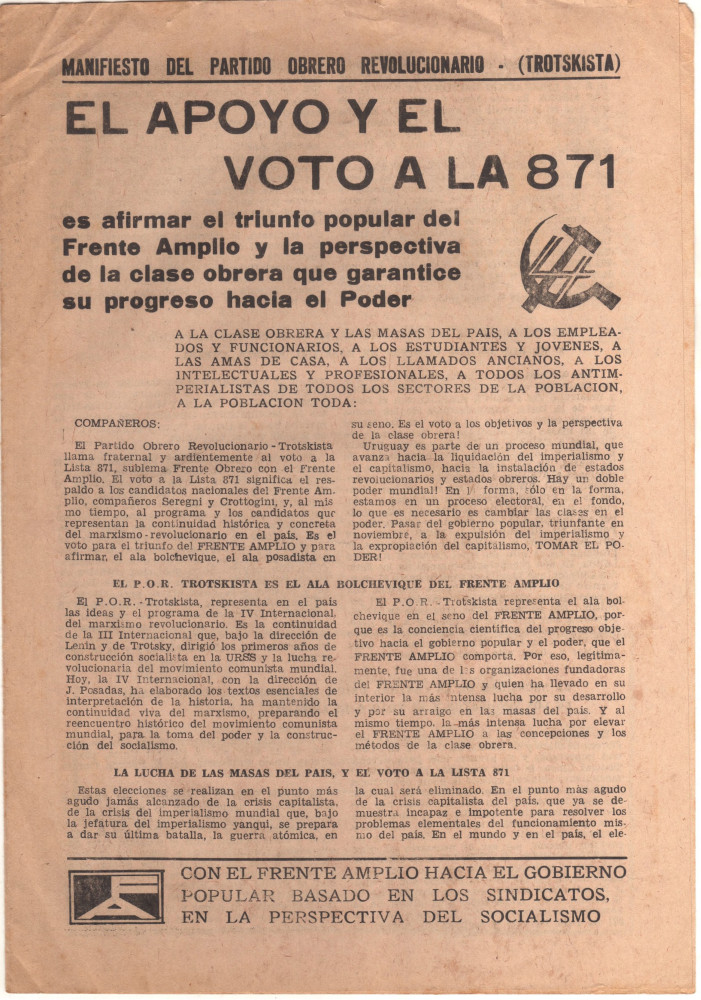 MANIFIESTO DEL PARTIDO OBRERO REVOLUCIONARIO - (TROTSKISTA)
EL APOYO Y EL
VOTO A LA 871
es afirmar el triunfo popular del
Frente Amplio y la perspectiva
de la clase obrera que garantice
su progreso hacia el Poder
A LA CLASE OBRERA Y LAS MASAS DEL PAIS, A LOS EMPLEA-
DOS Y FUNCIONARIOS, A LOS ESTUDIANTES Y JOVENES, A
LAS AMAS DE CASA, A LOS LLAMADOS ANCIANOS, A LOS
INTELECTUALES Y PROFESIONALES, A TODOS LOS ANTIM-
PERIALISTAS DE TODOS LOS SECTORES DE LA POBLACION,
A LA POBLACION TODA:
COMPAÑEROS:
El Partido Obrero Revolucionario - Trotskista
llama fraternal y ardientemente al voto a la
Lista 871, sublema Frente Obrero con el Frente
Amplio. El voto a la Lista 871 significa el res-
paldo a los candidatos nacionales del Frente Am-
plio, compañeros Seregni y Crottogini, y, al mis
mo tiempo, al programa y los candidatos que
representan la continuidad histórica y concreta
del marxismo - revolucionario en el país. Es el
voto para el triunfo del FRENTE AMPLIO y para
afirmar, el ala bolchevique, el ala posadista en
su seno. Es el voto a los objetivos y la perspectiva
de la clase obrera!
Uruguay es parte de un proceso mundial, que
avanza hacia la liquidación del imperialismo y
el capitalismo, hacia la instalación de estados
revolucionarios y estados obreros. Hay un doble
poder mundial! En la forma, sólo en la forma,
estamos en un proceso electoral, en el fondo,
lo que es necesario es cambiar las clases en el
poder. Pasar del gobierno popular, triunfante en
noviembre, a la expulsión del imperialismo y
la expropiación del capitalismo, TOMAR EL PO-
DER!
EL P.O.R. TROTSKISTA ES EL ALA BOLCHEVIQUE DEL FRENTE AMPLIO
El P.O.R. - Trotskista, representa en el país
las ideas y el programa de la IV Internacional,
del marxismo revolucionario. Es la continuidad
de la III Internacional que, bajo la dirección de
Lenin y de Trotsky, dirigió los primeros años de
construcción socialista en la URSS y la lucha re-
volucionaria del movimiento comunista mundial.
Hoy, la IV Internacional, con la dirección de
J. Posadas, ha elaborado los textos esenciales de
interpretación de la historia, ha mantenido la
continuidad viva del marxismo, preparando el
reencuentro histórico del movimiento comunista
mundial, para la toma del poder y la construc-
ción del socialismo.
El P.O.R. - Trotskista representa el ala bol-
chevique en el seno del FRENTE AMPLIO, por-
que es la conciencia científica del progreso obje-
tivo hacia el gobierno popular y el poder, que el
FRENTE AMPLIO comporta. Por eso, legítima-
mente, fue una de las organizaciones fundadoras
del FRENTE AMPLIO y quien ha llevado en su
interior la más intensa lucha por su desarrollo
y por su arraigo en las masas del país. Y al
mismo tiempo, la más intensa lucha por elevar
el FRENTE AMPLIO a las concepciones y los
métodos de la clase obrera.
LA LUCHA DE LAS MASAS DEL PAIS, Y EL VOTO A LA LISTA 871
Estas elecciones se realizan en el punto más
agudo jamás alcanzado de la crisis capitalista,
de la crisis del imperialismo mundial que, bajo
la jefatura del imperialismo yanqui, se prepara
a dar su última batalla, la guerra atómica, en
la cual será eliminado. En el punto más agudo
de la crisis capitalista del país, que ya se de-
muestra incapaz e impotente para resolver los
problemas elementales del funcionamiento mis-
mo del país. En el mundo y en el país, el ele-
CON EL FRENTE AMPLIO HACIA EL GOBIERNO
POPULAR BASADO EN LOS SINDICATOS,
EN LA PERSPECTIVA DEL SOCIALISMO